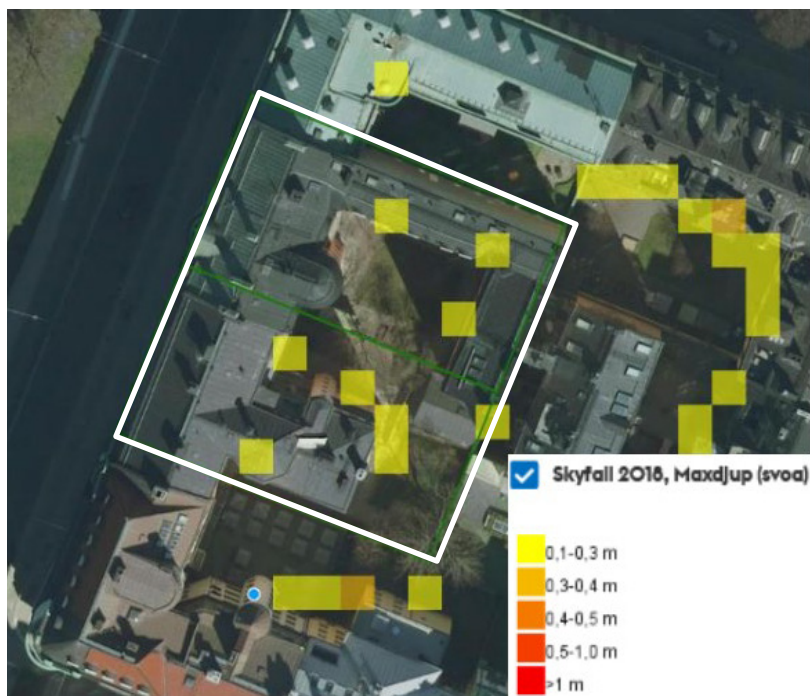 Skyfall 2018, Maxdjup (svoa)
0,1-0,3 m
0,3-0,4 m
0,4-0,5 m
0,5-1,0 m
>1 m